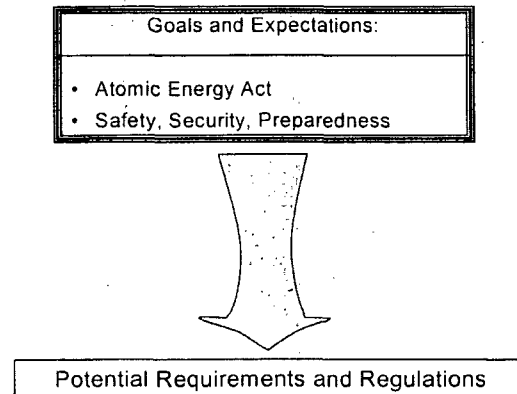 Goals and Expectations:
• Atomic Energy Act
• Safety, Security, Preparedness
Potential Requirements and Regulations